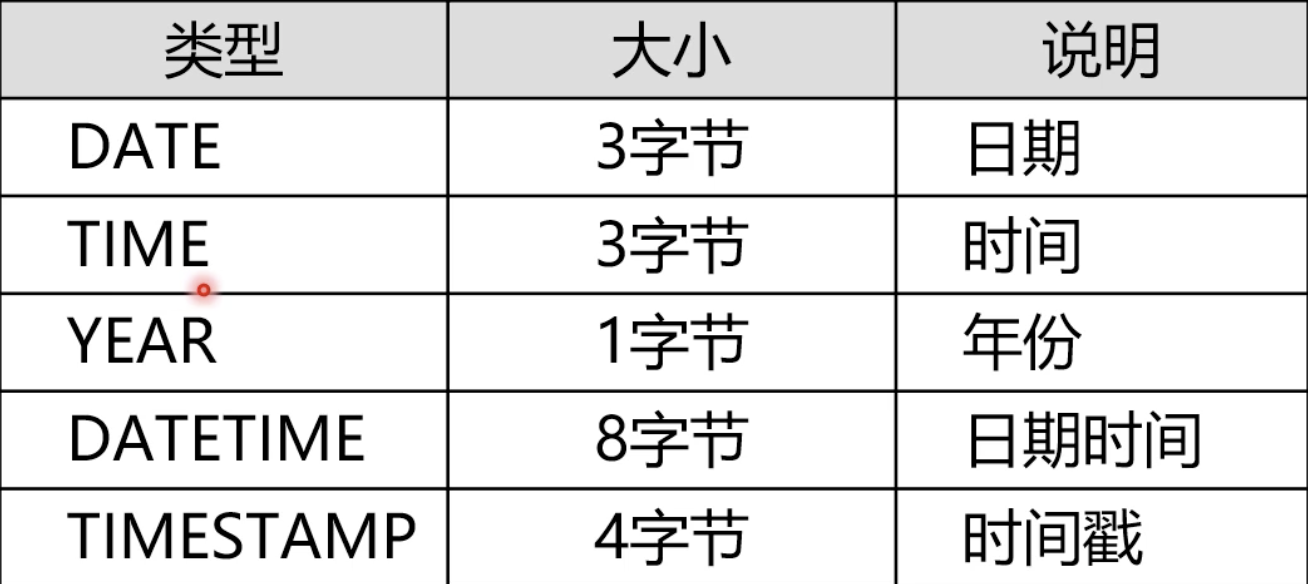 类型 大小 说明
DATE 3字节 日期
TIME 3字节 时间
YEAR 1字节 年份
DATETIME 8字节 日期时间
TIMESTAMP 4字节 时间戳